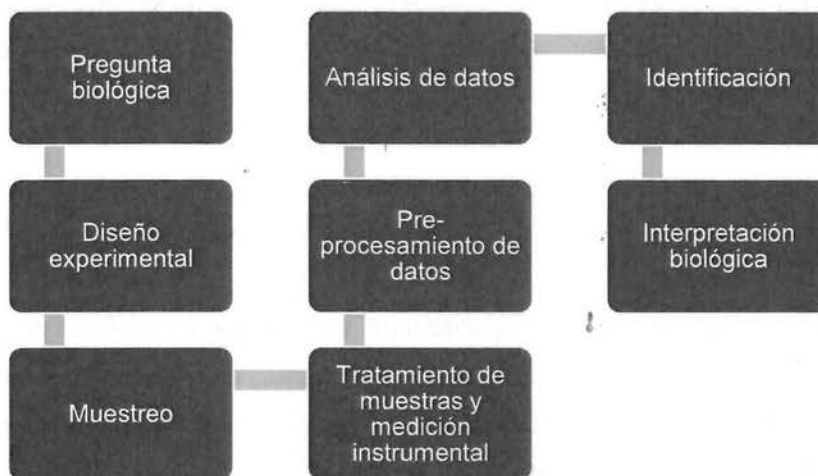 Pregunta
biológica
Diseño
experimental
Muestreo
Tratamiento de
muestras y
medición
instrumental
Pre-
procesamiento de
datos
Análisis de datos
Identificación
Interpretación
biológica